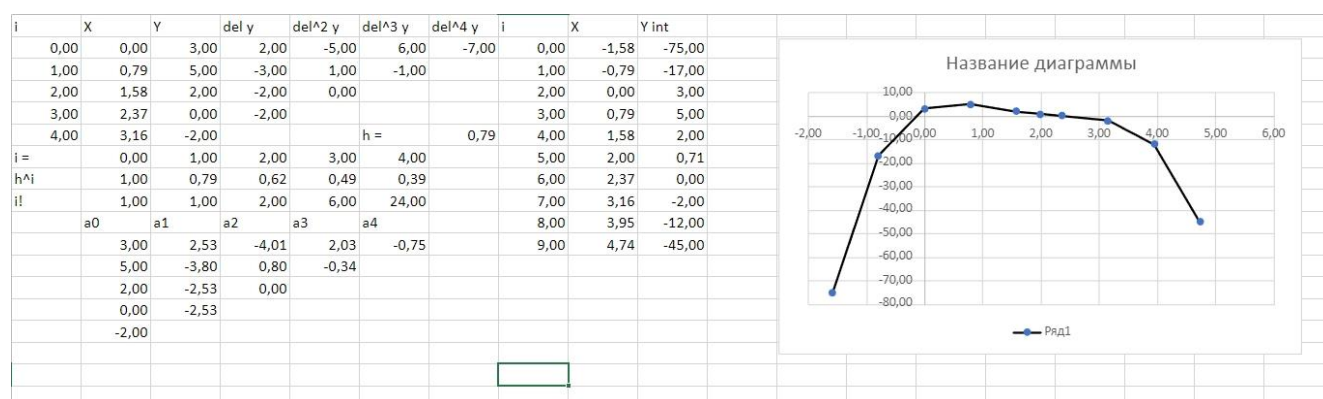 i X Y del y del^2 y del^3 y del^4 y i X Y int
0,00 0,00 3,00 2,00 -5,00 6,00 -7,00 0,00 -1,58 -75,00
1,00 0,79 5,00 -3,00 1,00 -1,00 1,00 -0,79 -17,00
2,00 1,58 2,00 -2,00 0,00 2,00 0,00 3,00
3,00 2,37 0,00 -2,00 3,00 0,79 5,00
4,00 3,16 -2,00 h = 0,79 4,00 1,58 2,00
i = 0,00 1,00 2,00 3,00 4,00 5,00 2,00 0,71
h^i 1,00 0,79 0,62 0,49 0,39 6,00 2,37 0,00
i! 1,00 1,00 2,00 6,00 24,00 7,00 3,16 -2,00
a0 a1 a2 a3 a4 8,00 3,95 -12,00
3,00 2,53 -4,01 2,03 -0,75 9,00 4,74 -45,00
5,00 -3,80 0,80 -0,34
2,00 -2,53 0,00
0,00 -2,53
-2,00
Название диаграммы
10,00
0,00
-10,00
-20,00
-30,00
-40,00
-50,00
-60,00
-70,00
-80,00
-2,00 -1,00 0,00 1,00 2,00 3,00 4,00 5,00 6,00
Ряд1